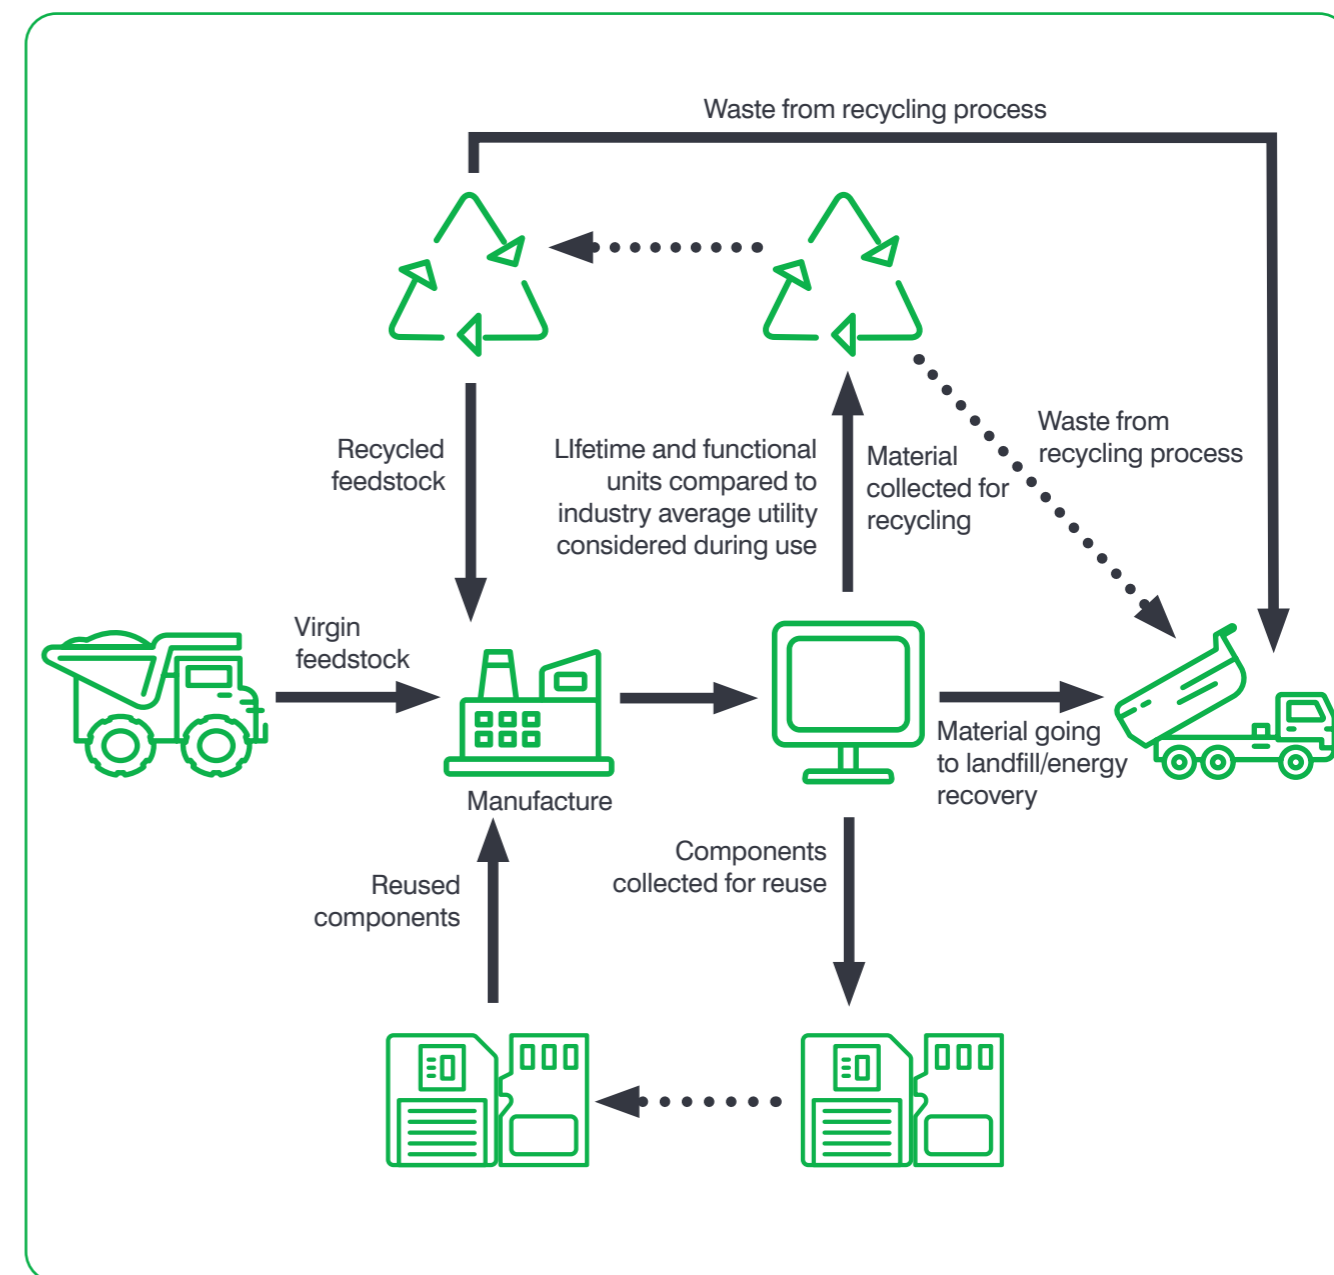 Waste from recycling process
Recycled
feedstock
LIfetime and functional
units compared to
industry average utility
considered during use
Material
collected for
recycling
Waste from
recycling process
Virgin
feedstock
Manufacture
Material going
to landfill/energy
recovery
Reused
components
Components
collected for reuse